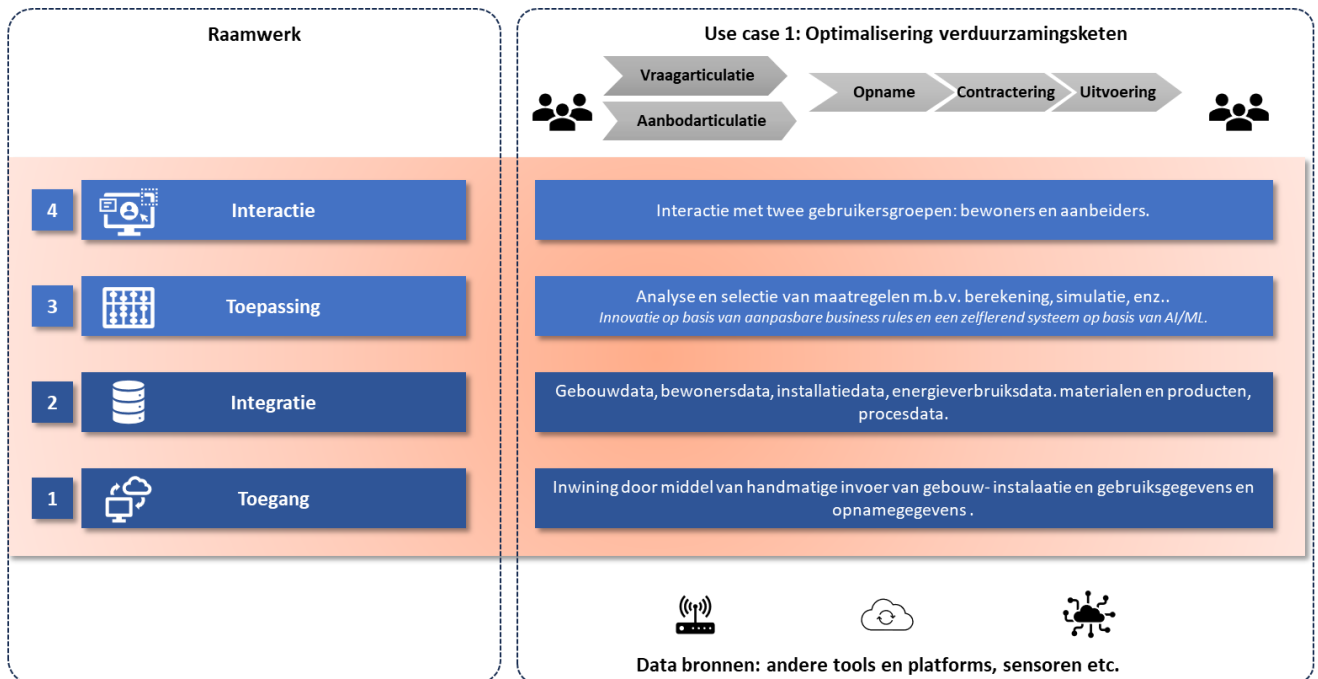 Raamwerk
Use case 1: Optimalisering verduurzamingsketen
Vraagarticulatie
Aanbodarticulatie
Opname
Contractering
Uitvoering
4
Interactie
Interactie met twee gebruikersgroepen: bewoners en aanbeiders.
3
Toepassing
Analyse en selectie van maatregelen m.b.v. berekening, simulatie, enz..
Innovatie op basis van aanpasbare business rules en een zelflerend systeem op basis van AI/ML.
2
Integratie
Gebouwdata, bewonersdata, installatiedata, energieverbruiksdata. materialen en producten,
procesdata.
1
Toegang
Inwining door middel van handmatige invoer van gebouw- instalaatie en gebruiksgegevens en
opnamegegevens .
Data bronnen: andere tools en platforms, sensoren etc.